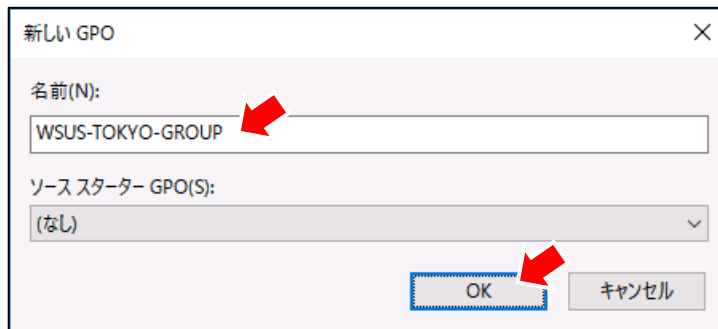 新しい GPO
名前(N):
WSUS-TOKYO-GROUP
ソース スターター GPO(S):
(なし)
OK
キャンセル